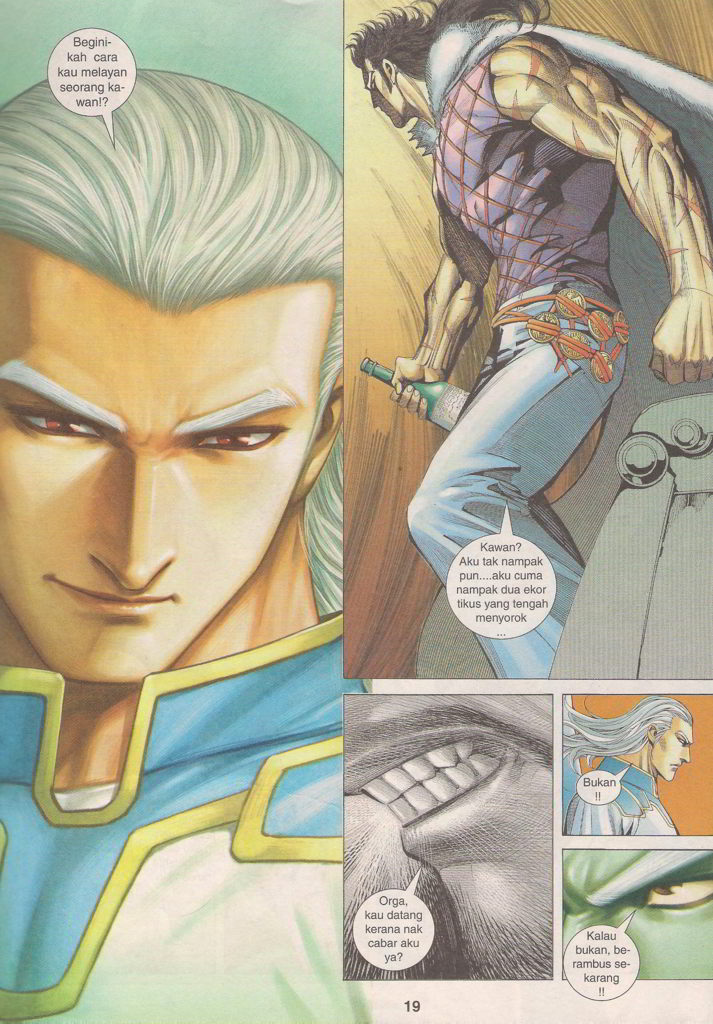 Begini-
kah cara
kau melayan
seorang ka-
wan!?
Kawan?
Aku tak nampak
pun....aku cuma
nampak dua ekor
tikus yang tengah
menyorok
...
Orga,
kau datang
kerana nak
cabar aku
ya?
Bukan
!!
Kalau
bukan, be-
rambus se-
karang
!!
19